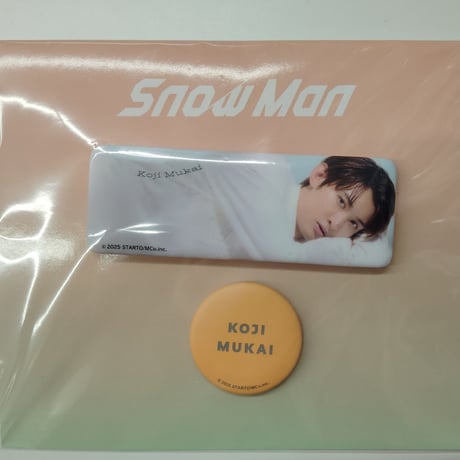 Snow Man
Koji Mukai
© 2025 STARTO/MCo.inc.
KOJI
MUKAI
© 2025 STARTO/MCo.inc.